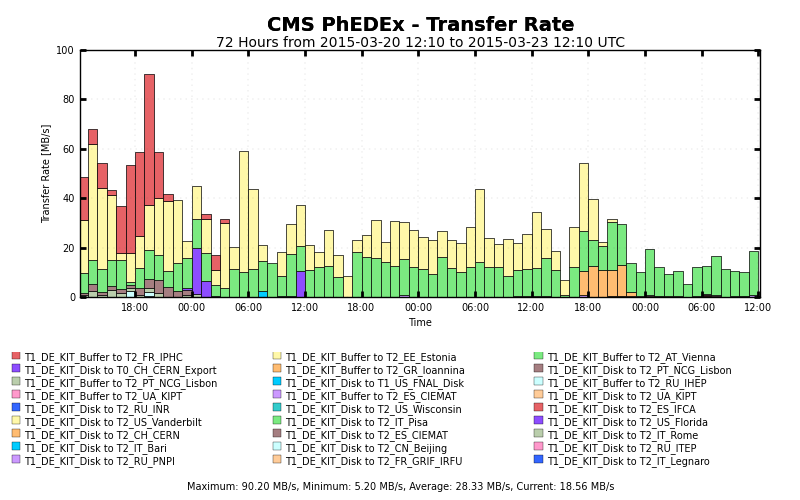 CMS PhEDEx - Transfer Rate
72 Hours from 2015-03-20 12:10 to 2015-03-23 12:10 UTC
100
80
60
40
20
0
Transfer Rate [MB/s]
18:00 00:00 06:00 12:00 18:00 00:00 06:00 12:00 18:00 00:00 06:00 12:00
Time
T1_DE_KIT_Buffer to T2_FR_IPHC T1_DE_KIT_Buffer to T2_EE_Estonia T1_DE_KIT_Buffer to T2_AT_Vienna
T1_DE_KIT_Disk to T0_CH_CERN_Export T1_DE_KIT_Buffer to T2_GR_Ioannina T1_DE_KIT_Disk to T2_PT_NCG_Lisbon
T1_DE_KIT_Buffer to T2_PT_NCG_Lisbon T1_DE_KIT_Disk to T1_US_FNAL_Disk T1_DE_KIT_Buffer to T2_RU_IHEP
T1_DE_KIT_Buffer to T2_UA_KIPT T1_DE_KIT_Buffer to T2_ES_CIEMAT T1_DE_KIT_Disk to T2_UA_KIPT
T1_DE_KIT_Disk to T2_RU_INR T1_DE_KIT_Disk to T2_US_Wisconsin T1_DE_KIT_Disk to T2_ES_IFCA
T1_DE_KIT_Disk to T2_US_Vanderbilt T1_DE_KIT_Disk to T2_IT_Pisa T1_DE_KIT_Disk to T2_US_Florida
T1_DE_KIT_Disk to T2_CH_CERN T1_DE_KIT_Disk to T2_ES_CIEMAT T1_DE_KIT_Disk to T2_IT_Rome
T1_DE_KIT_Disk to T2_IT_Bari T1_DE_KIT_Disk to T2_CN_Beijing T1_DE_KIT_Disk to T2_RU_ITEP
T1_DE_KIT_Disk to T2_RU_PNPI T1_DE_KIT_Disk to T2_FR_GRIF_IRFU T1_DE_KIT_Disk to T2_IT_Legnaro
Maximum: 90.20 MB/s, Minimum: 5.20 MB/s, Average: 28.33 MB/s, Current: 18.56 MB/s